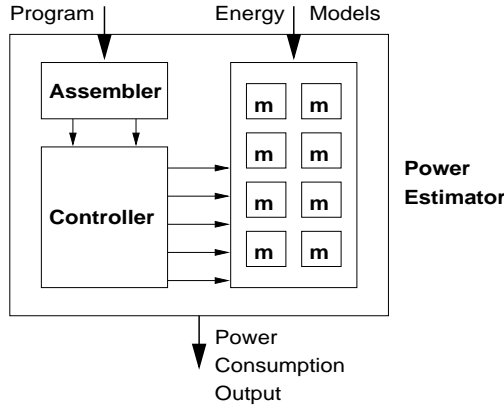 Program
Energy Models
Assembler
m m
m m
Controller
m m
m m
Power
Estimator
Power
Consumption
Output